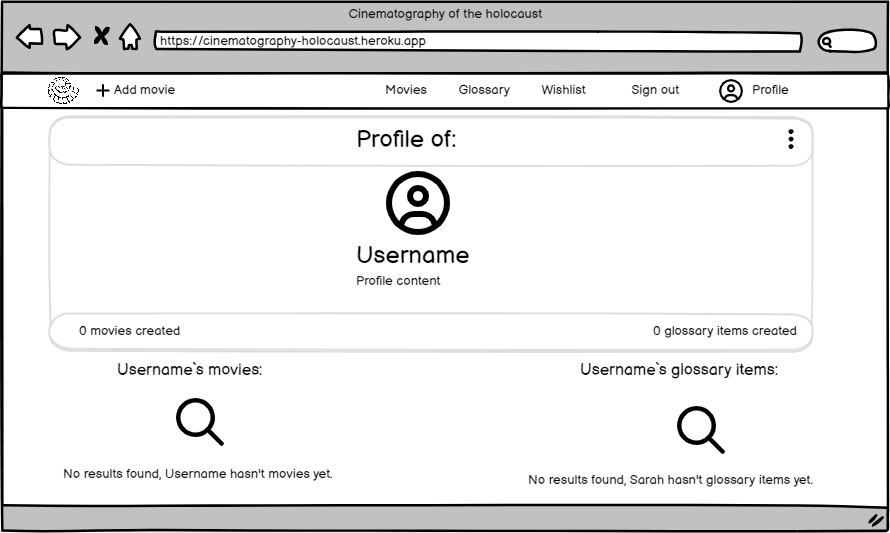 Cinematography of the holocaust
https://cinematography-holocaust.heroku.app
Add movie Movies Glossary Wishlist Sign out Profile
Profile of:
Username
Profile content
0 movies created 0 glossary items created
Username`s movies: Username`s glossary items:
No results found, Username hasn't movies yet.
No results found, Sarah hasn't glossary items yet.